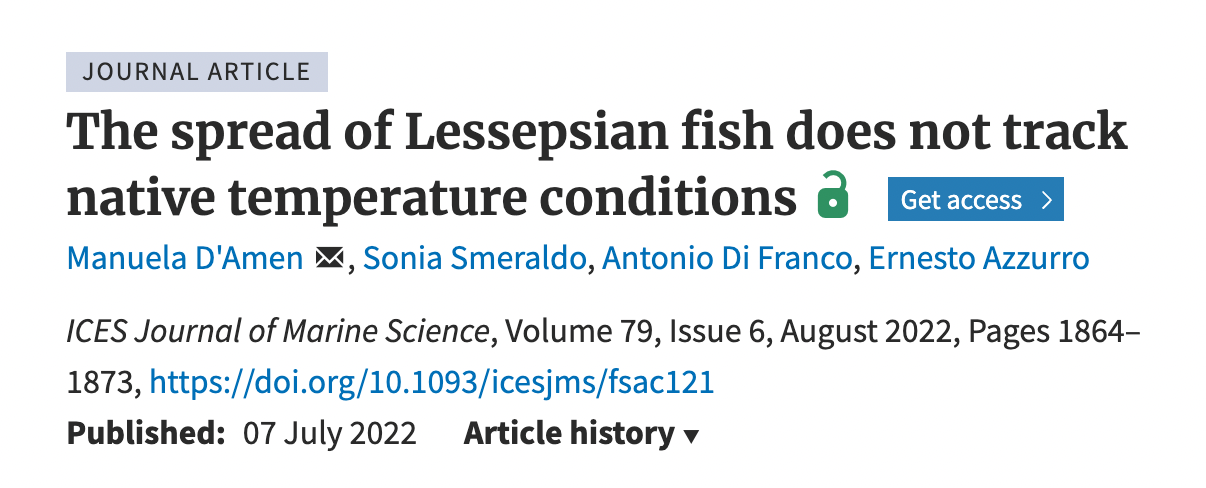 JOURNAL ARTICLE
The spread of Lessepsian fish does not track
native temperature conditions Get access
Manuela D'Amen, Sonia Smeraldo, Antonio Di Franco, Ernesto Azzurro
ICES Journal of Marine Science, Volume 79, Issue 6, August 2022, Pages 1864–
1873, https://doi.org/10.1093/icesjms/fsac121
Published: 07 July 2022 Article history